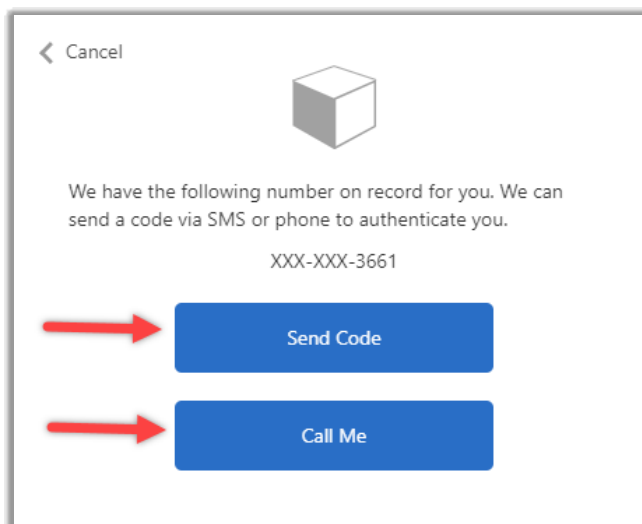 Cancel
We have the following number on record for you. We can
send a code via SMS or phone to authenticate you.
XXX-XXX-3661
Send Code
Call Me